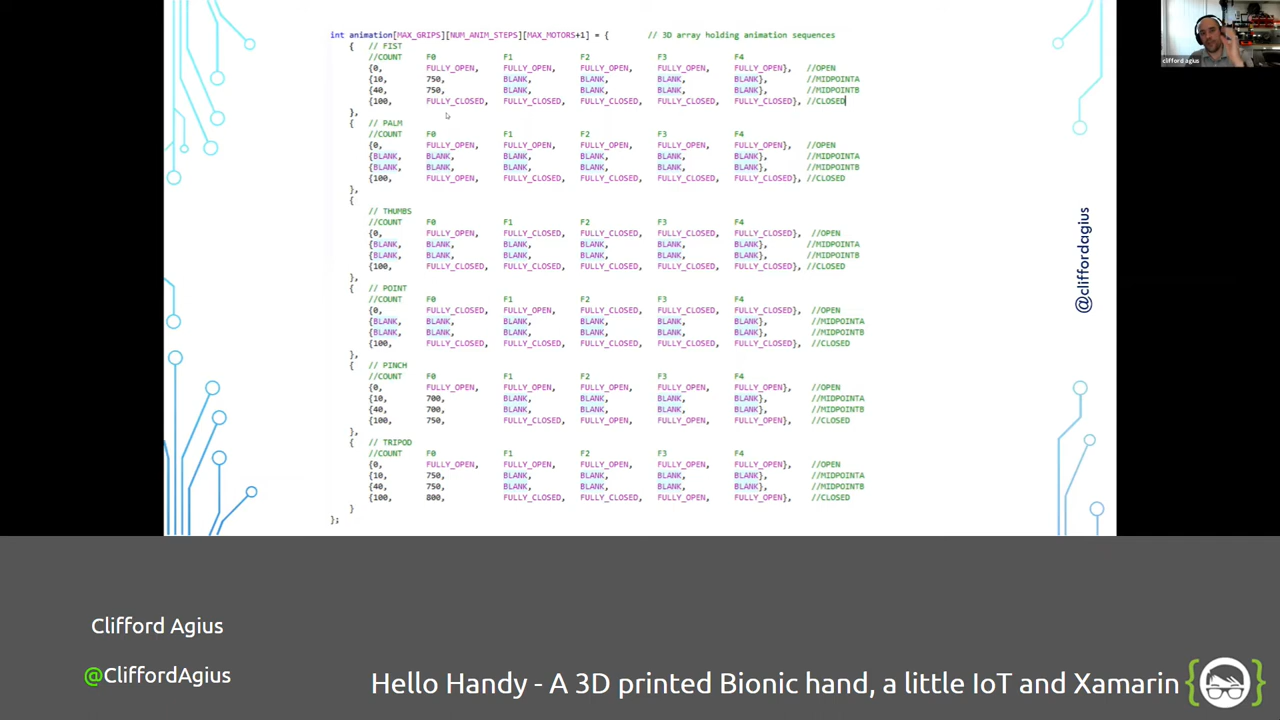 int animation[MAX_GRIPS][NUM_ANIM_STEPS][MAX_MOTORS+1] = { // 3D array holding animation sequences
{ // FIST
//COUNT F0 F1 F2 F3 F4
{0, FULLY_OPEN, FULLY_OPEN, FULLY_OPEN, FULLY_OPEN, FULLY_OPEN}, //OPEN
{10, 750, BLANK, BLANK, BLANK, BLANK}, //MIDPOINTA
{40, 750, BLANK, BLANK, BLANK, BLANK}, //MIDPOINTB
{100, FULLY_CLOSED, FULLY_CLOSED, FULLY_CLOSED, FULLY_CLOSED, FULLY_CLOSED}, //CLOSED
},
{ // PALM
//COUNT F0 F1 F2 F3 F4
{0, FULLY_OPEN, FULLY_OPEN, FULLY_OPEN, FULLY_OPEN, FULLY_OPEN}, //OPEN
{BLANK, BLANK, BLANK, BLANK, BLANK, BLANK}, //MIDPOINTA
{BLANK, BLANK, BLANK, BLANK, BLANK, BLANK}, //MIDPOINTB
{100, FULLY_OPEN, FULLY_CLOSED, FULLY_CLOSED, FULLY_CLOSED, FULLY_CLOSED}, //CLOSED
},
{
// THUMBS
//COUNT F0 F1 F2 F3 F4
{0, FULLY_OPEN, FULLY_CLOSED, FULLY_CLOSED, FULLY_CLOSED, FULLY_CLOSED}, //OPEN
{BLANK, BLANK, BLANK, BLANK, BLANK, BLANK}, //MIDPOINTA
{BLANK, BLANK, BLANK, BLANK, BLANK, BLANK}, //MIDPOINTB
{100, FULLY_CLOSED, FULLY_CLOSED, FULLY_CLOSED, FULLY_CLOSED, FULLY_CLOSED}, //CLOSED
},
{ // POINT
//COUNT F0 F1 F2 F3 F4
{0, FULLY_CLOSED, FULLY_OPEN, FULLY_CLOSED, FULLY_CLOSED, FULLY_CLOSED}, //OPEN
{BLANK, BLANK, BLANK, BLANK, BLANK, BLANK}, //MIDPOINTA
{BLANK, BLANK, BLANK, BLANK, BLANK, BLANK}, //MIDPOINTB
{100, FULLY_CLOSED, FULLY_CLOSED, FULLY_CLOSED, FULLY_CLOSED, FULLY_CLOSED}, //CLOSED
},
{ // PINCH
//COUNT F0 F1 F2 F3 F4
{0, FULLY_OPEN, FULLY_OPEN, FULLY_OPEN, FULLY_OPEN, FULLY_OPEN}, //OPEN
{10, 700, BLANK, BLANK, BLANK, BLANK}, //MIDPOINTA
{40, 700, BLANK, BLANK, BLANK, BLANK}, //MIDPOINTB
{100, 750, FULLY_CLOSED, FULLY_OPEN, FULLY_OPEN, FULLY_OPEN}, //CLOSED
},
{ // TRIPOD
//COUNT F0 F1 F2 F3 F4
{0, FULLY_OPEN, FULLY_OPEN, FULLY_OPEN, FULLY_OPEN, FULLY_OPEN}, //OPEN
{10, 750, BLANK, BLANK, BLANK, BLANK}, //MIDPOINTA
{40, 750, BLANK, BLANK, BLANK, BLANK}, //MIDPOINTB
{100, 800, FULLY_CLOSED, FULLY_CLOSED, FULLY_OPEN, FULLY_OPEN}, //CLOSED
}
};
@cliffordagius
clifford agius
Clifford Agius
@CliffordAgius
Hello Handy - A 3D printed Bionic hand, a little IoT and Xamarin